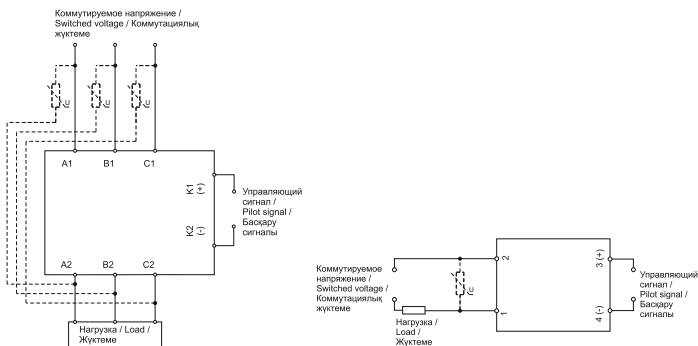 Коммутируемое напряжение /
Switched voltage / Коммутациялық
жүктеме
U
U
U
A1
B1
C1
K1
(+)
K2
(-)
Управляющий
сигнал /
Pilot signal /
Басқару
сигналы
A2
B2
C2
Нагрузка / Load /
Жүктеме
Коммутируемое
напряжение /
Switched voltage /
Коммутациялық
жүктеме
U
2
1
3 (+)
4 (-)
Управляющий
сигнал /
Pilot signal /
Басқару
сигналы
Нагрузка /
Load /
Жүктеме